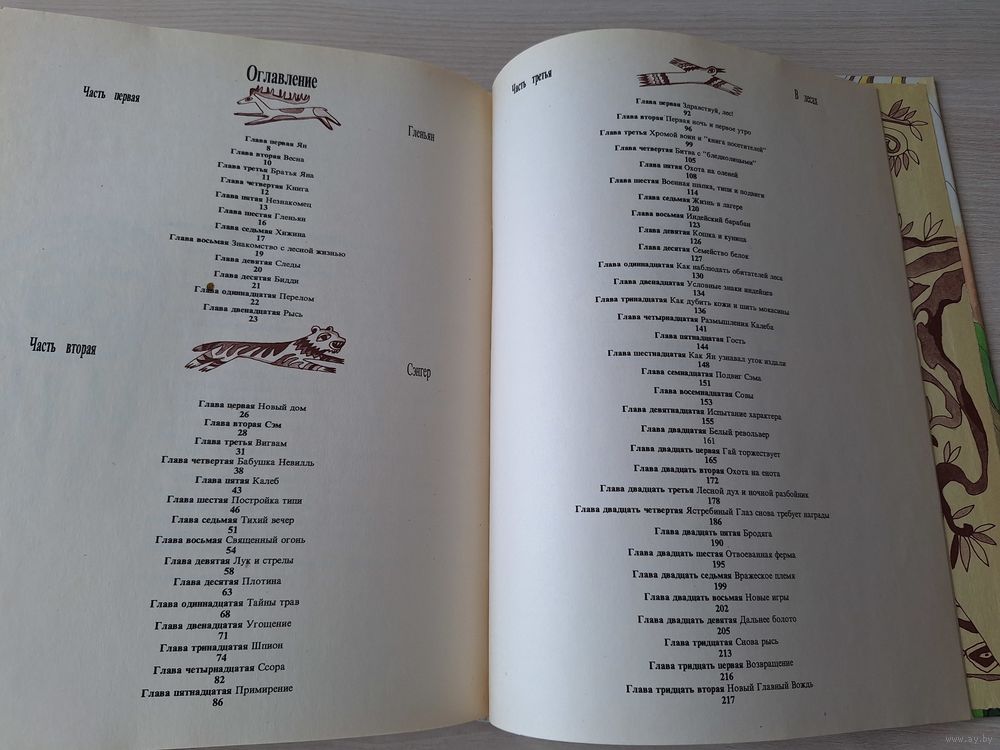 Оглавление
Часть первая
Гленьян
Глава первая Ян
8
Глава вторая Весна
10
Глава третья Братья Яна
11
Глава четвертая Книга
12
Глава пятая Незнакомец
13
Глава шестая Гленьян
16
Глава седьмая Хижина
17
Глава восьмая Знакомство с лесной жизнью
19
Глава девятая Следы
20
Глава десятая Бидди
21
Глава одиннадцатая Перелом
22
Глава двенадцатая Рысь
23
Часть вторая
Сэнгер
Глава первая Новый дом
26
Глава вторая Сэм
28
Глава третья Вигвам
31
Глава четвертая Бабушка Невилль
38
Глава пятая Калеб
43
Глава шестая Постройка типи
46
Глава седьмая Тихий вечер
51
Глава восьмая Священный огонь
54
Глава девятая Лук и стрелы
58
Глава десятая Плотина
63
Глава одиннадцатая Тайны трав
68
Глава двенадцатая Угощение
71
Глава тринадцатая Шпион
74
Глава четырнадцатая Ссора
82
Глава пятнадцатая Примирение
86
Часть третья
В лесах
Глава первая Здравствуй, лес!
92
Глава вторая Первая ночь и первое утро
96
Глава третья Хромой воин и "книга посетителей"
99
Глава четвертая Битва с "бледнолицыми"
105
Глава пятая Охота на оленей
108
Глава шестая Военная шапка, типи и подвиги
114
Глава седьмая Жизнь в лагере
120
Глава восьмая Индейский барабан
123
Глава девятая Кошка и куница
126
Глава десятая Семейство белок
127
Глава одиннадцатая Как наблюдать обитателей леса
130
Глава двенадцатая Условные знаки индейцев
134
Глава тринадцатая Как дубить кожи и шить мокасины
136
Глава четырнадцатая Размышления Калеба
141
Глава пятнадцатая Гость
144
Глава шестнадцатая Как Ян узнавал уток издали
148
Глава семнадцатая Подвиг Сэма
151
Глава восемнадцатая Совы
153
Глава девятнадцатая Испытание характера
155
Глава двадцатая Белый револьвер
161
Глава двадцать первая Гай торжествует
165
Глава двадцать вторая Охота на енота
172
Глава двадцать третья Лесной дух и ночной разбойник
178
Глава двадцать четвертая Ястребиный Глаз снова требует награды
186
Глава двадцать пятая Бродяга
190
Глава двадцать шестая Отвоеванная ферма
195
Глава двадцать седьмая Вражеское племя
199
Глава двадцать восьмая Новые игры
202
Глава двадцать девятая Дальнее болото
205
Глава тридцатая Снова рысь
213
Глава тридцать первая Возвращение
216
Глава тридцать вторая Новый Главный Вождь
217
www.ay.by